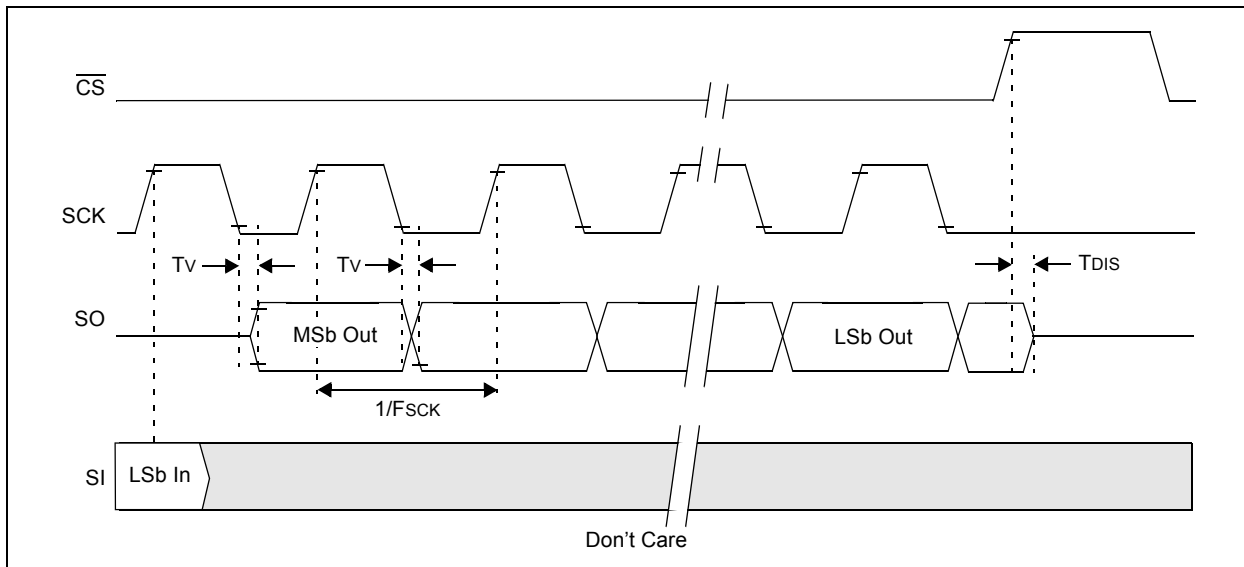 CS
SCK
TV
TV
TDIS
SO
MSb Out
LSb Out
1/FSCK
SI
LSb In
Don't Care